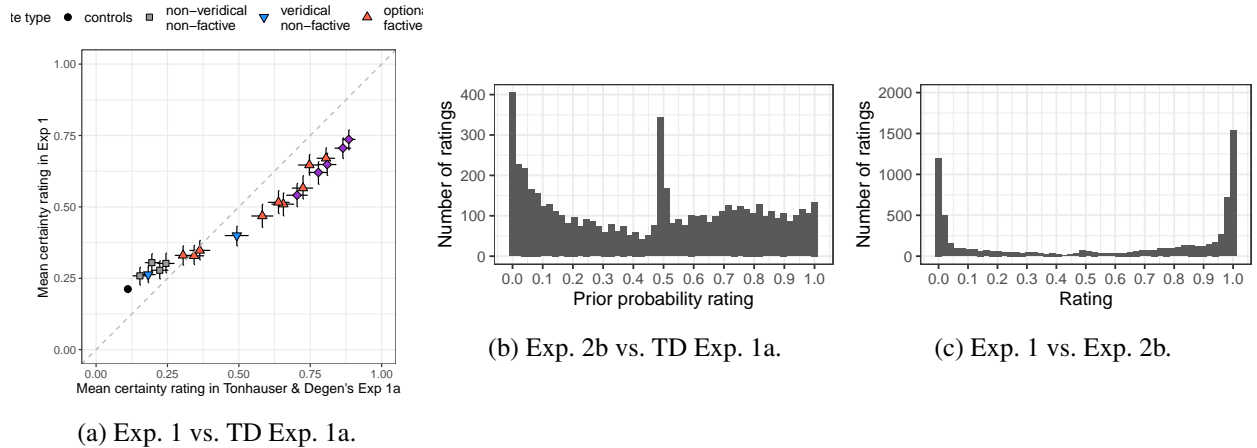 te type controls non-veridical non-factive veridical non-factive option factive
1.00
0.75
0.50
0.25
0.00
Mean certainty rating in Exp 1
0.00 0.25 0.50 0.75 1.00
Mean certainty rating in Tonhauser & Degen's Exp 1a
(a) Exp. 1 vs. TD Exp. 1a.
400
300
200
100
0
Number of ratings
0.0 0.1 0.2 0.3 0.4 0.5 0.6 0.7 0.8 0.9 1.0
Prior probability rating
(b) Exp. 2b vs. TD Exp. 1a.
2000
1500
1000
500
0
Number of ratings
0.0 0.1 0.2 0.3 0.4 0.5 0.6 0.7 0.8 0.9 1.0
Rating
(c) Exp. 1 vs. Exp. 2b.